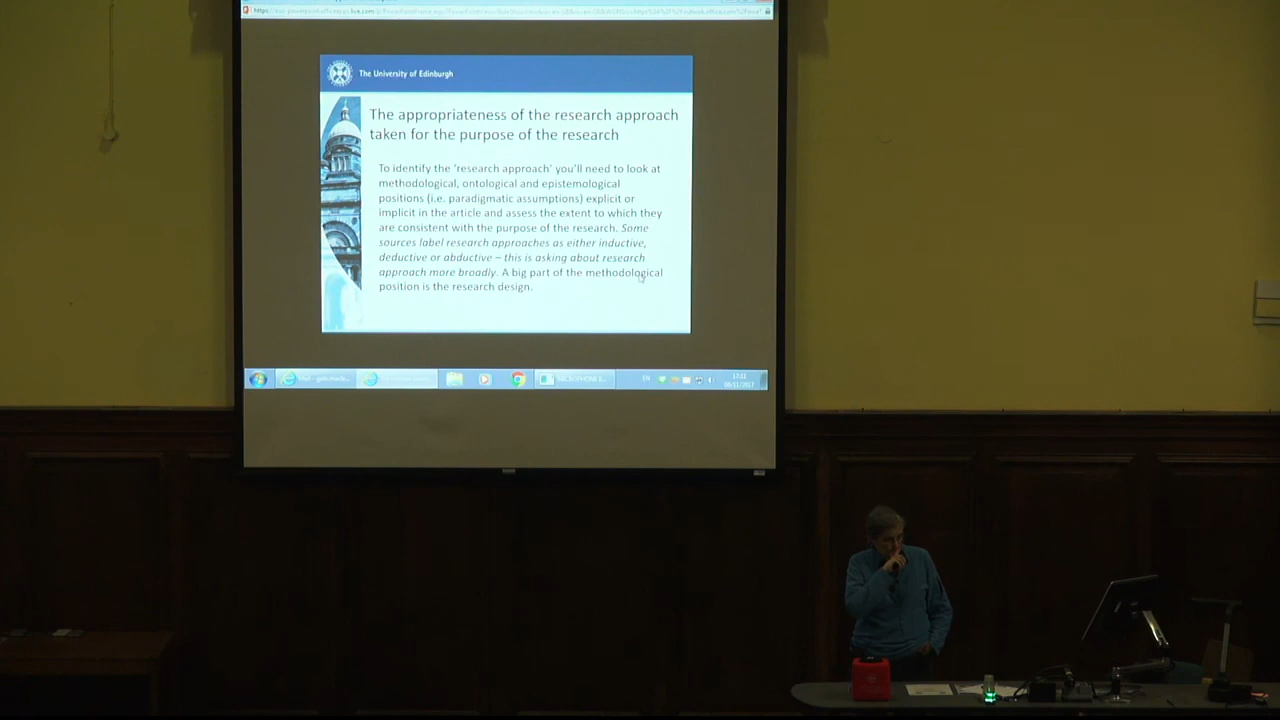 The University of Edinburgh
The appropriateness of the research approach
taken for the purpose of the research
To identify the 'research approach' you'll need to look at
methodological, ontological and epistemological
positions (i.e. paradigmatic assumptions) explicit or
implicit in the article and assess the extent to which they
are consistent with the purpose of the research. Some
sources label research approaches as either inductive,
deductive or abductive – this is asking about research
approach more broadly. A big part of the methodological
position is the research design.
EN